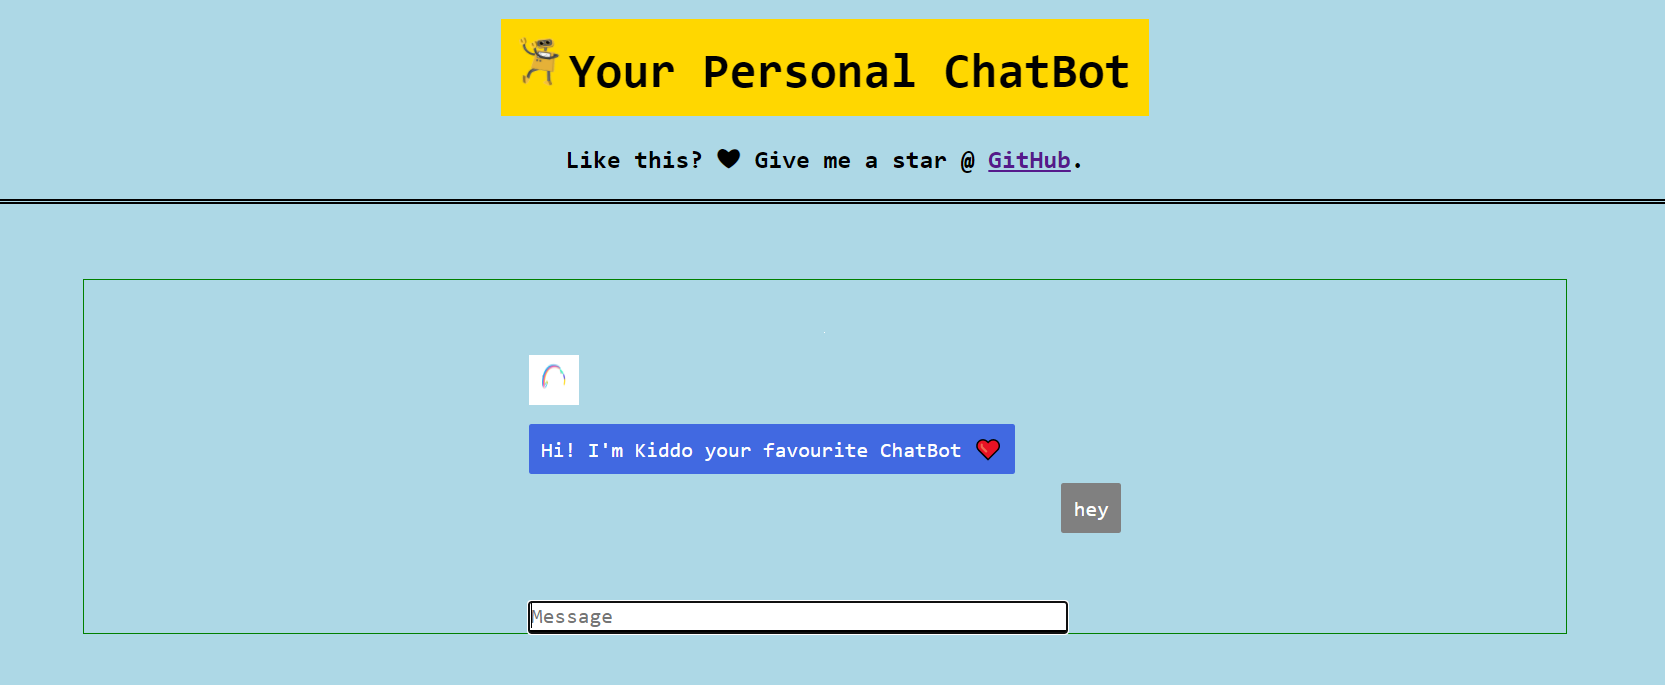 Your Personal ChatBot
Like this? 🖤 Give me a star @ GitHub.
Hi! I'm Kiddo your favourite ChatBot ❤️
hey
Message